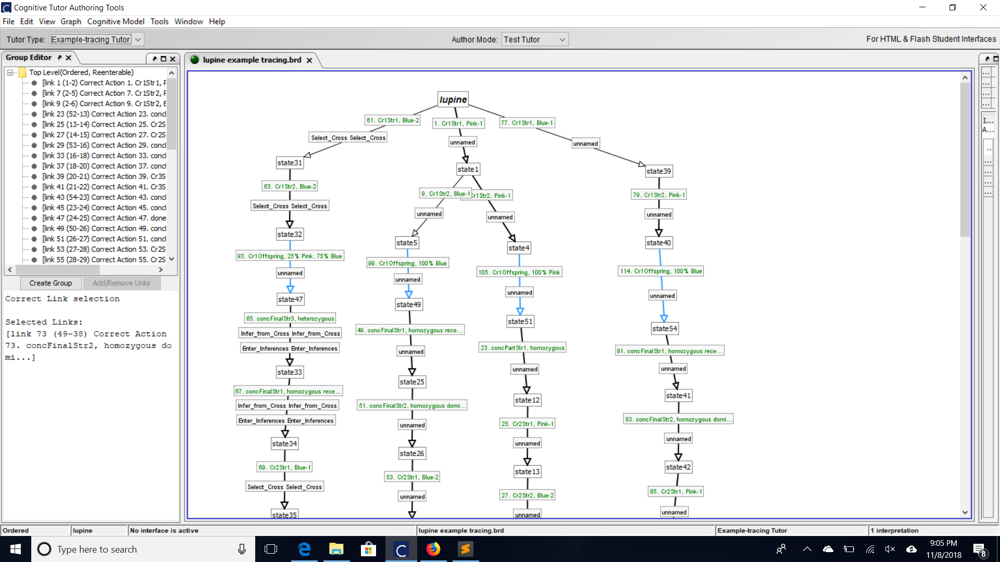 Cognitive Tutor Authoring Tools
File Edit View Graph Cognitive Model Tools Window Help
Tutor Type: Example-tracing Tutor Author Mode: Test Tutor For HTML & Flash Student Interfaces
Group Editor
lupine example tracing.brd
Top Level(Ordered, Reenterable)
[link 1 (1-2) Correct Action 1. Cr1Str1, P
[link 7 (2-5) Correct Action 7. Cr1Str2, P
[link 9 (2-6) Correct Action 9. Cr1Str2, B
[link 23 (52-13) Correct Action 23. concl
[link 25 (13-14) Correct Action 25. Cr2S
[link 27 (14-15) Correct Action 27. Cr2S
[link 29 (53-16) Correct Action 29. concl
[link 33 (16-18) Correct Action 33. concl
[link 37 (18-20) Correct Action 37. concl
[link 39 (20-21) Correct Action 39. Cr3S
[link 41 (21-22) Correct Action 41. Cr3S
[link 43 (54-23) Correct Action 43. concl
[link 45 (23-24) Correct Action 45. concl
[link 47 (24-25) Correct Action 47. done
[link 49 (50-26) Correct Action 49. concl
[link 51 (26-27) Correct Action 51. concl
[link 53 (27-28) Correct Action 53. Cr2S
[link 55 (28-29) Correct Action 55. Cr2S
Create Group Add/Remove Links
Correct Link selection
Selected Links:
[link 73 (49-38) Correct Action
73. concFinalStr2, homozygous do
mi...]
lupine
61. Cr1Str1, Blue-2
Select_Cross Select_Cross
state31
63. Cr1Str2, Blue-2
Select_Cross Select_Cross
state32
93. Cr1Offspring, 25% Pink, 75% Blue
unnamed
state47
65. concFinalStr3, heterozygous
Infer_from_Cross Infer_from_Cross
Enter_Inferences Enter_Inferences
state33
67. concFinalStr1, homozygous rece...
Infer_from_Cross Infer_from_Cross
Enter_Inferences Enter_Inferences
state34
69. Cr2Str1, Blue-1
Select_Cross Select_Cross
state35
1. Cr1Str1, Pink-1
unnamed
state1
9. Cr1Str2, Blue-1
unnamed
state5
99. Cr1Offspring, 100% Blue
unnamed
state49
49. concFinalStr1, homozygous rece...
unnamed
state25
51. concFinalStr2, homozygous domi...
unnamed
state26
53. Cr2Str1, Blue-2
unnamed
Cr1Str2, Pink-1
unnamed
state4
105. Cr1Offspring, 100% Pink
unnamed
state51
23. concPartStr1, homozygous
unnamed
state12
25. Cr2Str1, Pink-1
unnamed
state13
27. Cr2Str2, Blue-2
unnamed
77. Cr1Str1, Blue-1
unnamed
state39
79. Cr1Str2, Pink-1
unnamed
state40
114. Cr1Offspring, 100% Blue
unnamed
state54
81. concFinalStr1, homozygous rece...
unnamed
state41
83. concFinalStr2, homozygous domi...
unnamed
state42
85. Cr2Str1, Pink-1
unnamed
...
...
...
...
I...
A...
...
...
...
...
...
Ordered lupine No interface is active lupine example tracing.brd Example-tracing Tutor 1 interpretation
Type here to search
9:05 PM
11/8/2018
8